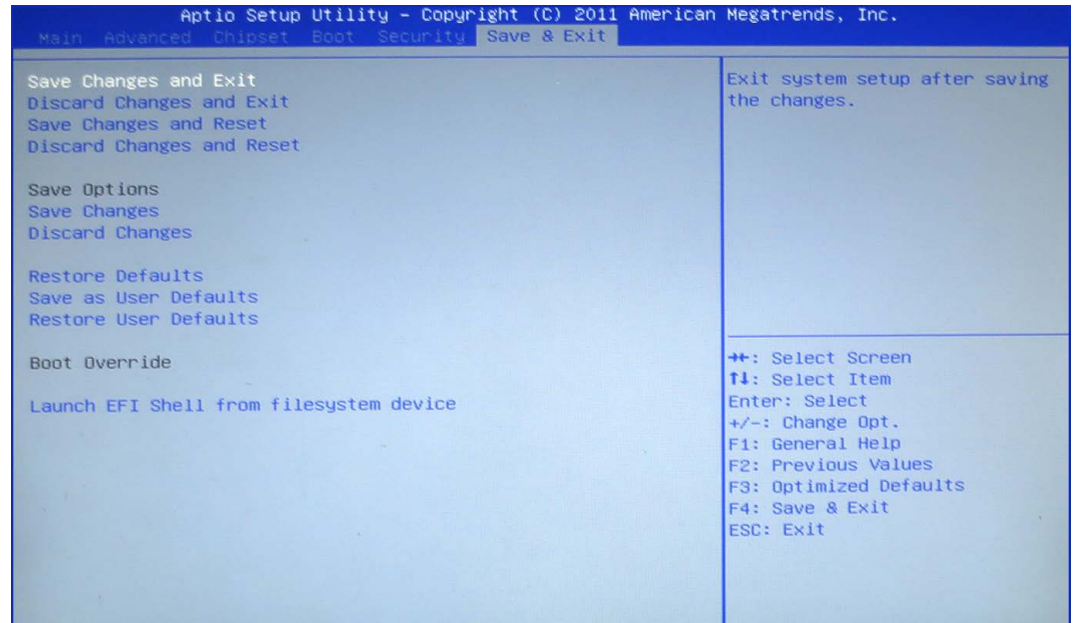 Aptio Setup Utility – Copyright (C) 2011 American Megatrends, Inc.
Main Advanced Chipset Boot Security Save & Exit
Save Changes and Exit
Discard Changes and Exit
Save Changes and Reset
Discard Changes and Reset
Save Options
Save Changes
Discard Changes
Restore Defaults
Save as User Defaults
Restore User Defaults
Boot Override
Launch EFI Shell from filesystem device
Exit system setup after saving
the changes.
→←: Select Screen
↑↓: Select Item
Enter: Select
+/-: Change Opt.
F1: General Help
F2: Previous Values
F3: Optimized Defaults
F4: Save & Exit
ESC: Exit